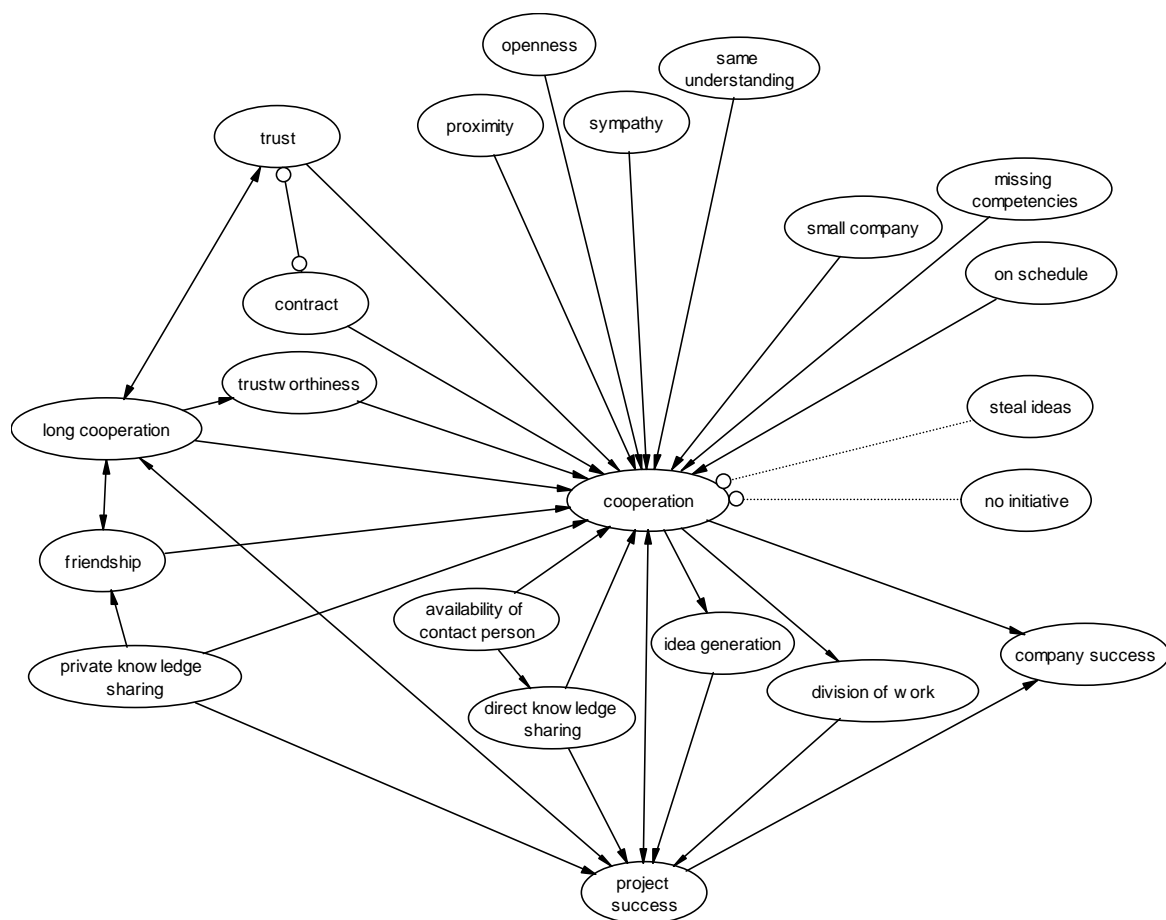 openness
same
understanding
proximity
sympathy
trust
missing
competencies
small company
on schedule
contract
trustw orthiness
steal ideas
long cooperation
cooperation
no initiative
friendship
availability of
contact person
idea generation
company success
private know ledge
sharing
division of w ork
direct know ledge
sharing
project
success